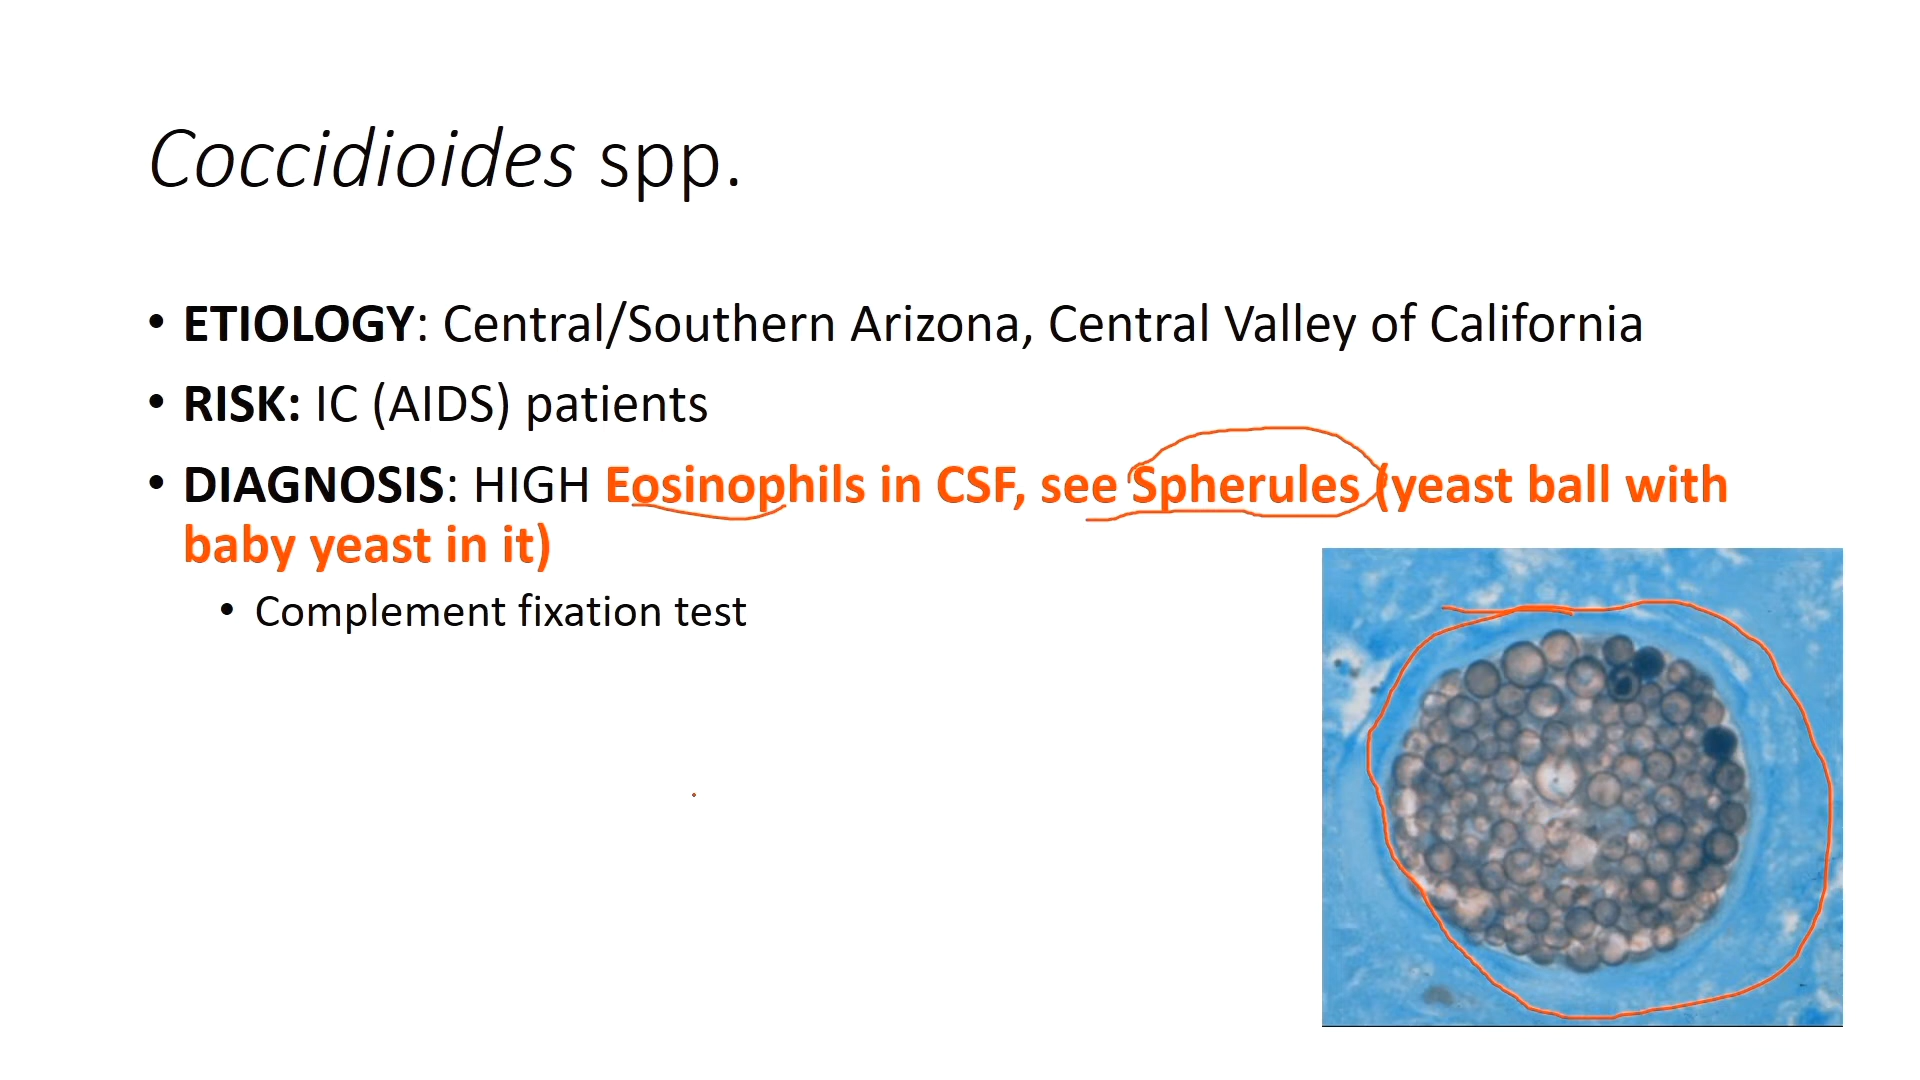 Coccidioides spp.
• ETIOLOGY: Central/Southern Arizona, Central Valley of California
• RISK: IC (AIDS) patients
• DIAGNOSIS: HIGH Eosinophils in CSF, see Spherules (yeast ball with
baby yeast in it)
• Complement fixation test